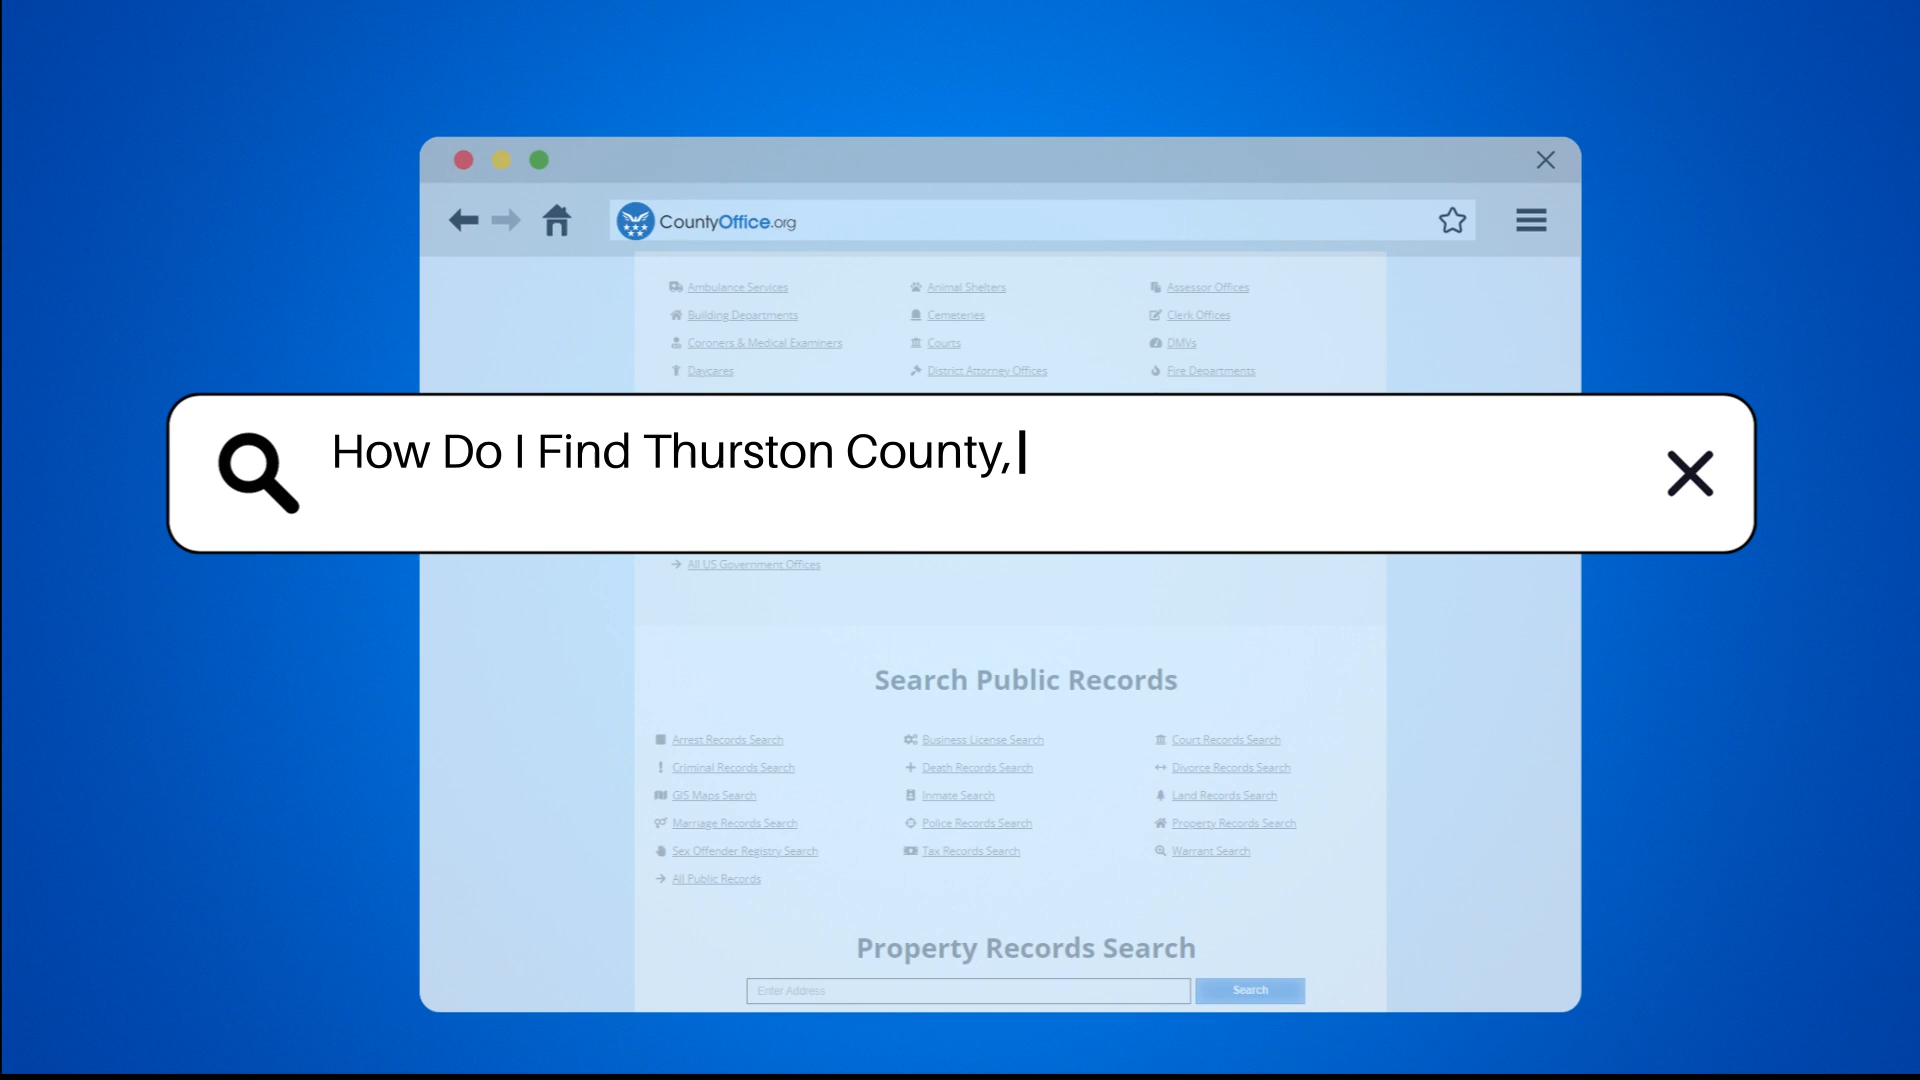 CountyOffice.org
Ambulance Services Animal Shelters Assessor Offices
Building Departments Cemeteries Clerk Offices
Coroners & Medical Examiners Courts DMVs
Daycares District Attorney Offices Fire Departments
How Do I Find Thurston County,
All US Government Offices
Search Public Records
Arrest Records Search Business License Search Court Records Search
Criminal Records Search Death Records Search Divorce Records Search
GIS Maps Search Inmate Search Land Records Search
Marriage Records Search Police Records Search Property Records Search
Sex Offender Registry Search Tax Records Search Warrant Search
All Public Records
Property Records Search
Enter Address Search